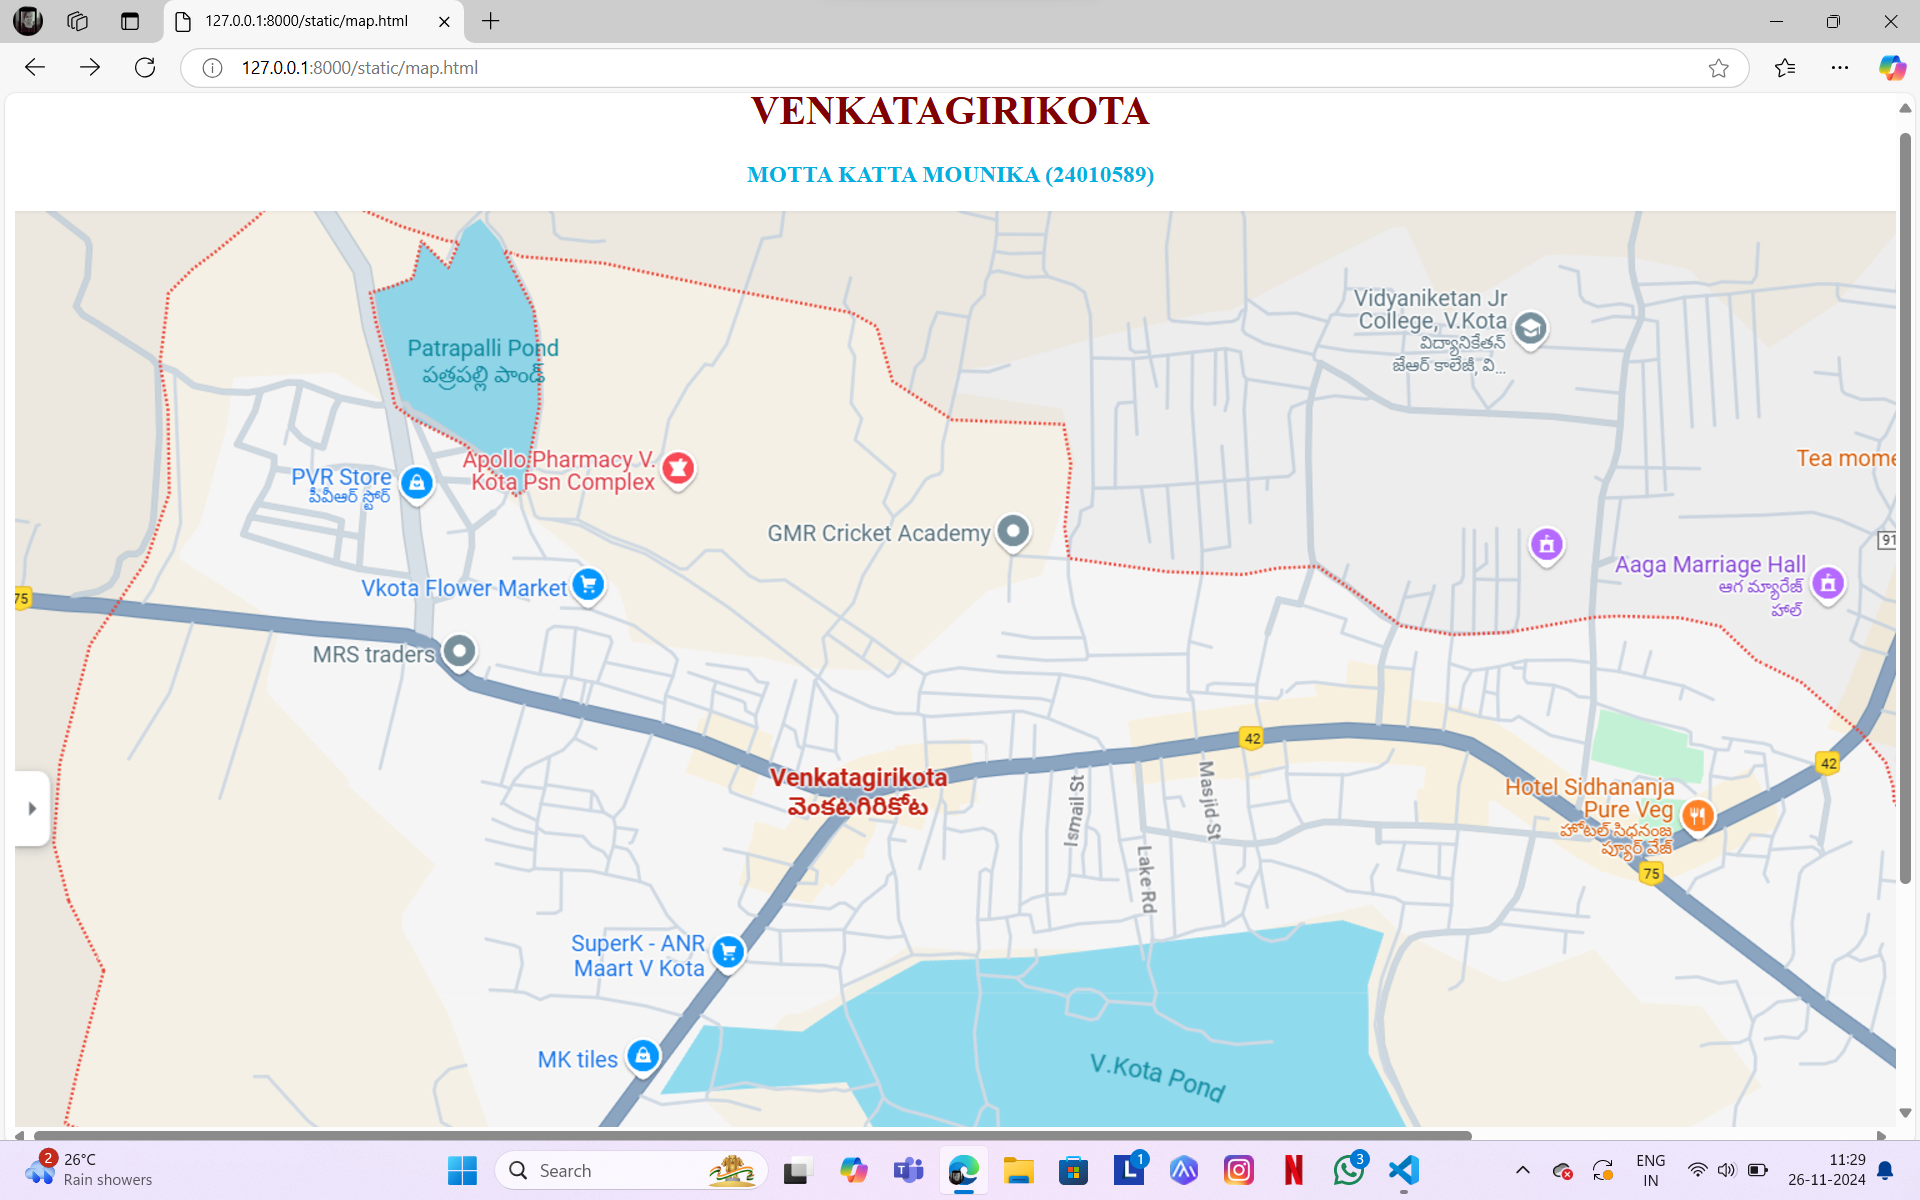 127.0.0.1:8000/static/map.html
127.0.0.1:8000/static/map.html
VENKATAGIRIKOTA
MOTTA KATTA MOUNIKA (24010589)
Vidyaniketan Jr
College, V.Kota
విద్యానికేతన్
జేఆర్ కాలేజీ, వి...
Patrapalli Pond
పత్రపల్లి పాండ్
Apollo Pharmacy V.
Kota Psn Complex
PVR Store
పీవీఆర్ స్టోర్
Tea mome
GMR Cricket Academy
91
Aaga Marriage Hall
ఆగ మ్యారేజ్
హాల్
Vkota Flower Market
75
MRS traders
42
Venkatagirikota
వెంకటగిరికోట
Ismail St
Masjid St
Lake Rd
42
Hotel Sidhananja
Pure Veg
హోటల్ సిధనంజ
ప్యూర్ వేజ్
75
SuperK - ANR
Maart V Kota
MK tiles
V.Kota Pond
2
26°C
Rain showers
Search
1
3
ENG
IN
11:29
26-11-2024